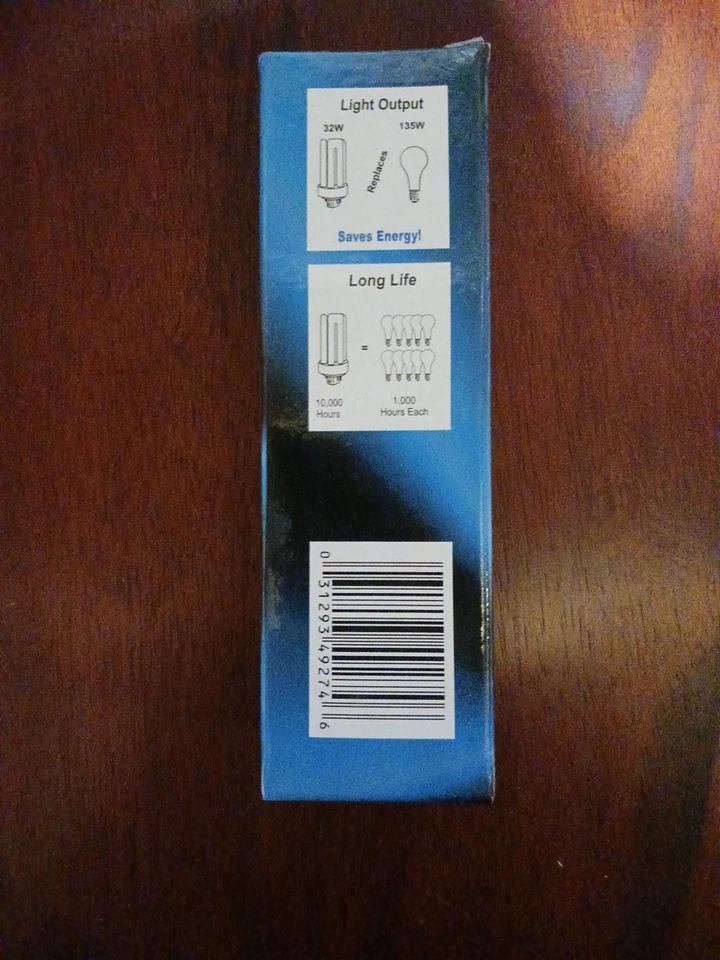 Light Output
32W
135W
Replaces
Saves Energy!
Long Life
=
10,000
Hours
1,000
Hours Each
0 31293 49274 6